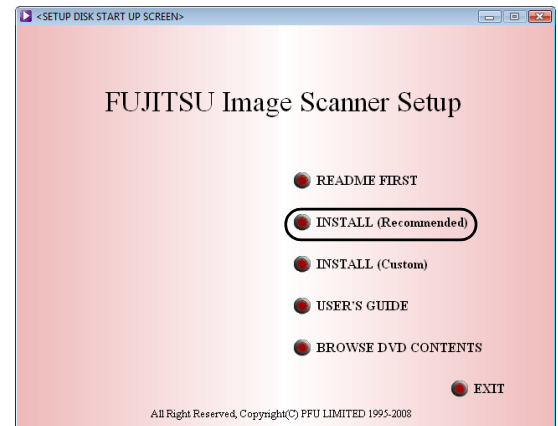 <SETUP DISK START UP SCREEN>
FUJITSU Image Scanner Setup
README FIRST
INSTALL (Recommended)
INSTALL (Custom)
USER'S GUIDE
BROWSE DVD CONTENTS
EXIT
All Right Reserved, Copyright(C) PFU LIMITED 1995-2008